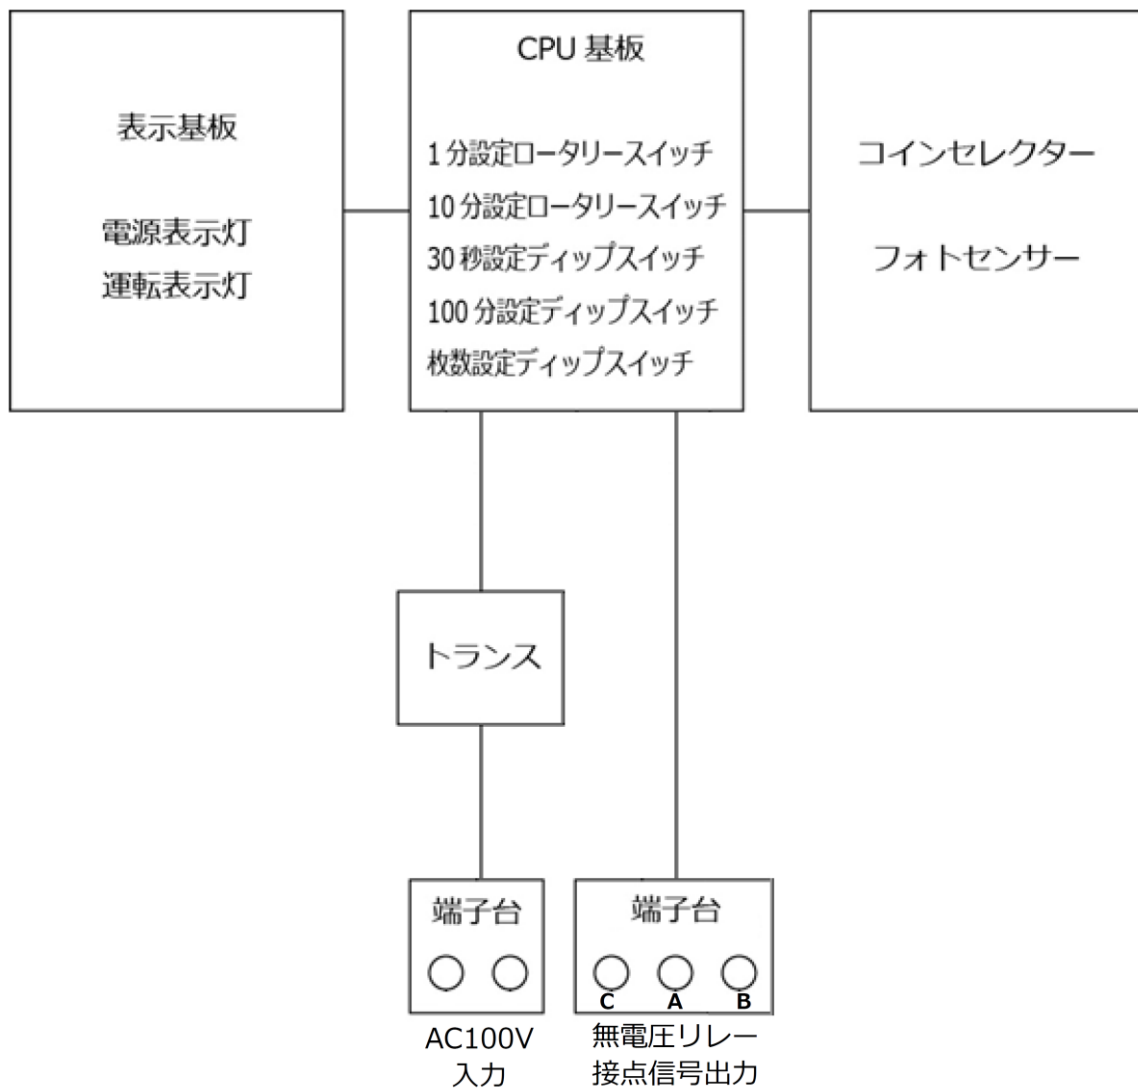 表示基板
電源表示灯
運転表示灯
CPU 基板
1 分設定ロータリースイッチ
10 分設定ロータリースイッチ
30 秒設定ディップスイッチ
100 分設定ディップスイッチ
枚数設定ディップスイッチ
コインセレクター
フォトセンサー
トランス
端子台
AC100V
入力
端子台
C A B
無電圧リレー
接点信号出力